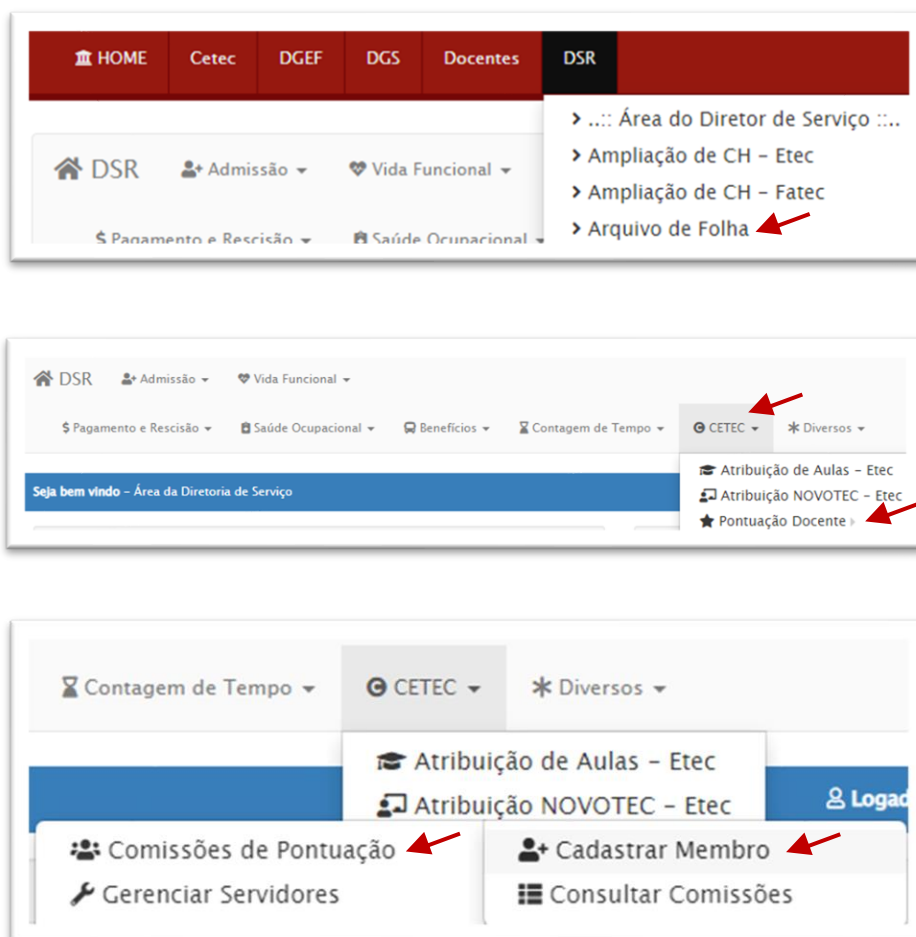 HOME Cetec DGEF DGS Docentes DSR
..:: Área do Diretor de Serviço ::..
DSR Admissão Vida Funcional
Ampliação de CH – Etec
Ampliação de CH – Fatec
Arquivo de Folha
$ Pagamento e Rescisão Saúde Ocupacional
DSR Admissão Vida Funcional
$ Pagamento e Rescisão Saúde Ocupacional Benefícios Contagem de Tempo CETEC Diversos
Atribuição de Aulas – Etec
Seja bem vindo – Área da Diretoria de Serviço
Atribuição NOVOTEC – Etec
Pontuação Docente
Contagem de Tempo CETEC Diversos
Atribuição de Aulas – Etec
Atribuição NOVOTEC – Etec Logad
Comissões de Pontuação Cadastrar Membro
Gerenciar Servidores Consultar Comissões